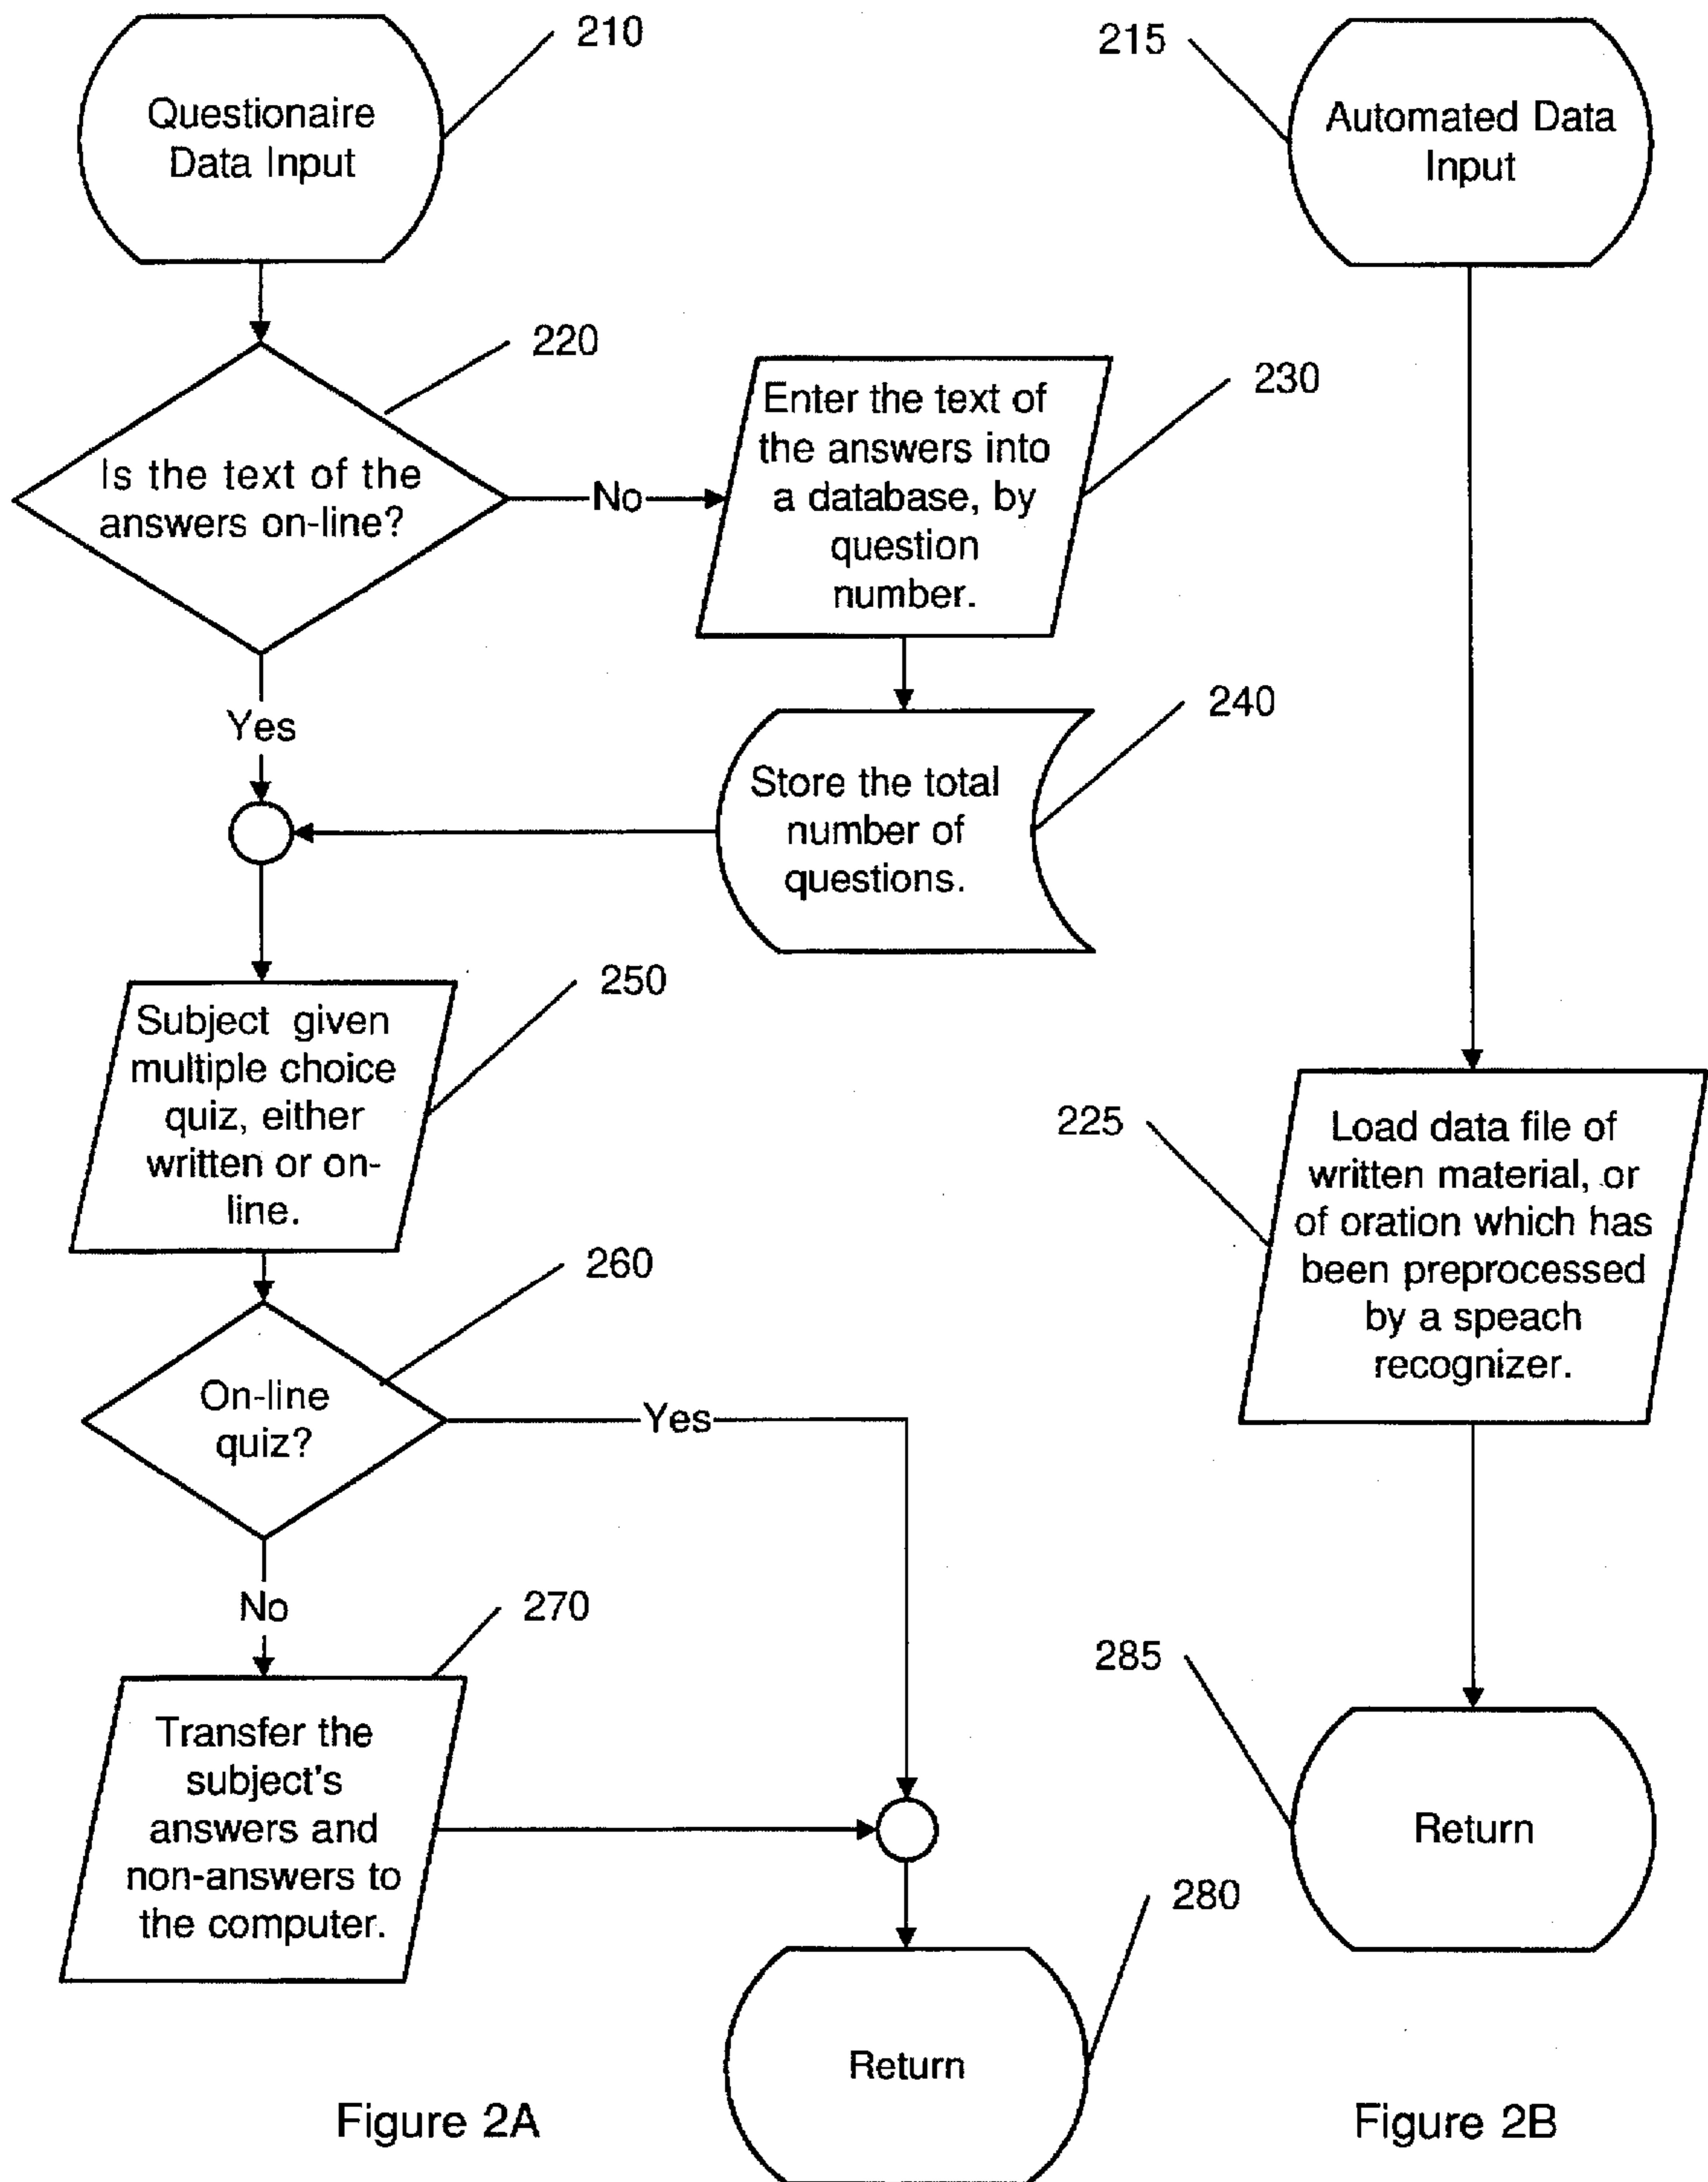 210
Questionaire
Data Input
220
Is the text of the
answers on-line?
No
230
Enter the text of
the answers into
a database, by
question
number.
Yes
240
Store the total
number of
questions.
250
Subject given
multiple choice
quiz, either
written or on-
line.
260
On-line
quiz?
Yes
No
270
Transfer the
subject's
answers and
non-answers to
the computer.
280
Return
Figure 2A
215
Automated Data
Input
225
Load data file of
written material, or
of oration which has
been preprocessed
by a speach
recognizer.
285
Return
Figure 2B